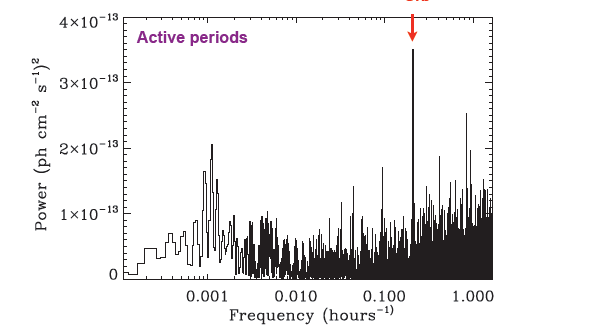 4×10⁻¹³
Active periods
3×10⁻¹³
2×10⁻¹³
1×10⁻¹³
0
Power (ph cm⁻² s⁻¹)²
0.001 0.010 0.100 1.000
Frequency (hours⁻¹)